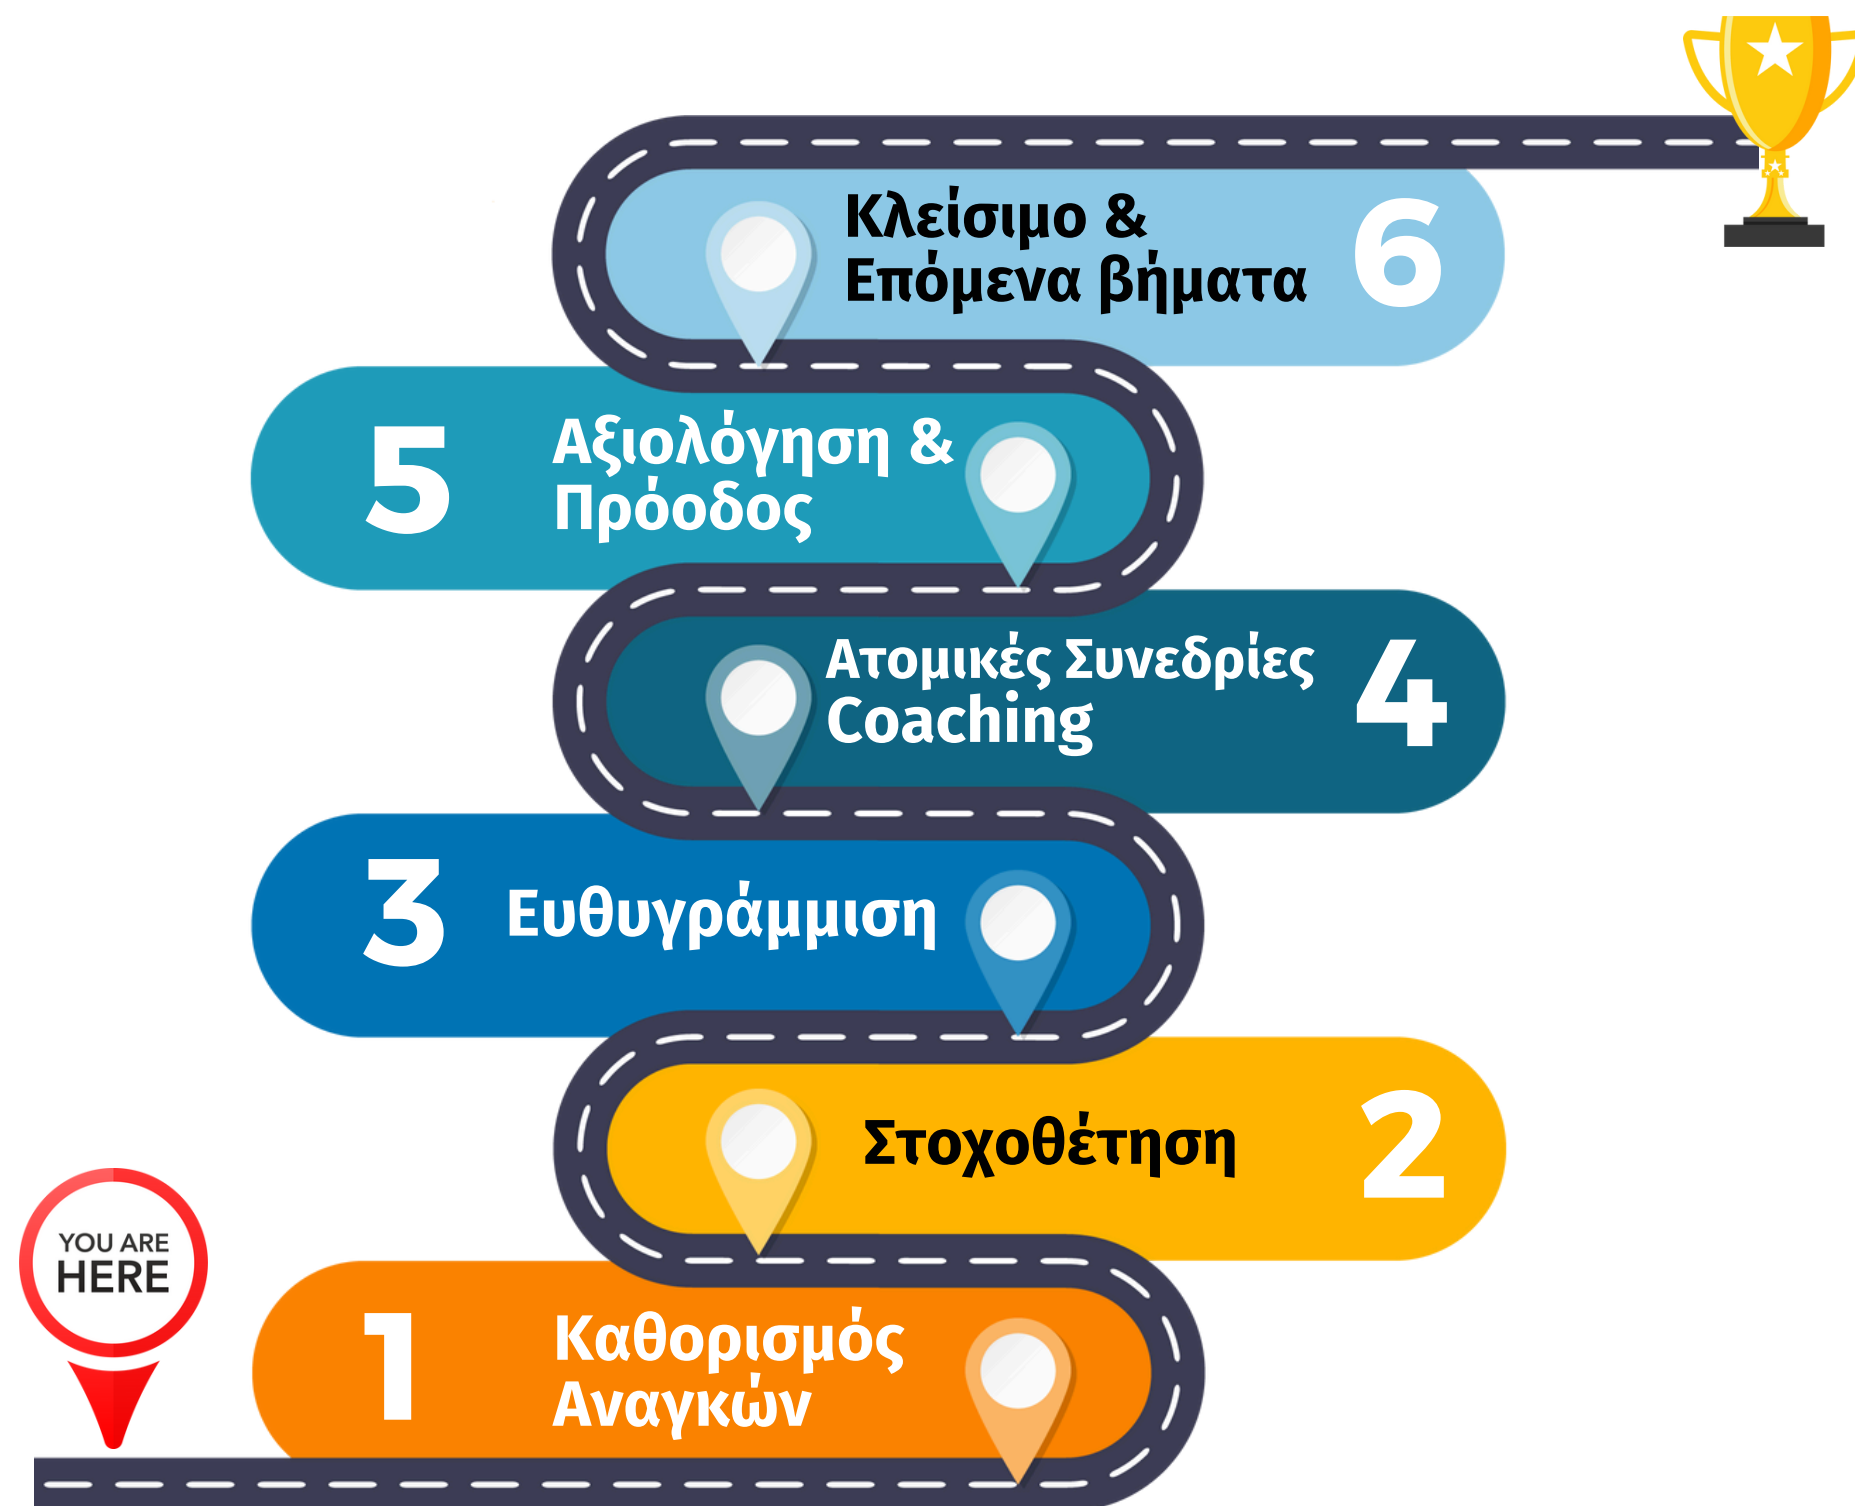 Κλείσιμο &
Επόμενα βήματα
6
5
Αξιολόγηση &
Πρόοδος
Ατομικές Συνεδρίες
Coaching
4
3
Ευθυγράμμιση
Στοχοθέτηση
2
YOU ARE
HERE
1
Καθορισμός
Αναγκών